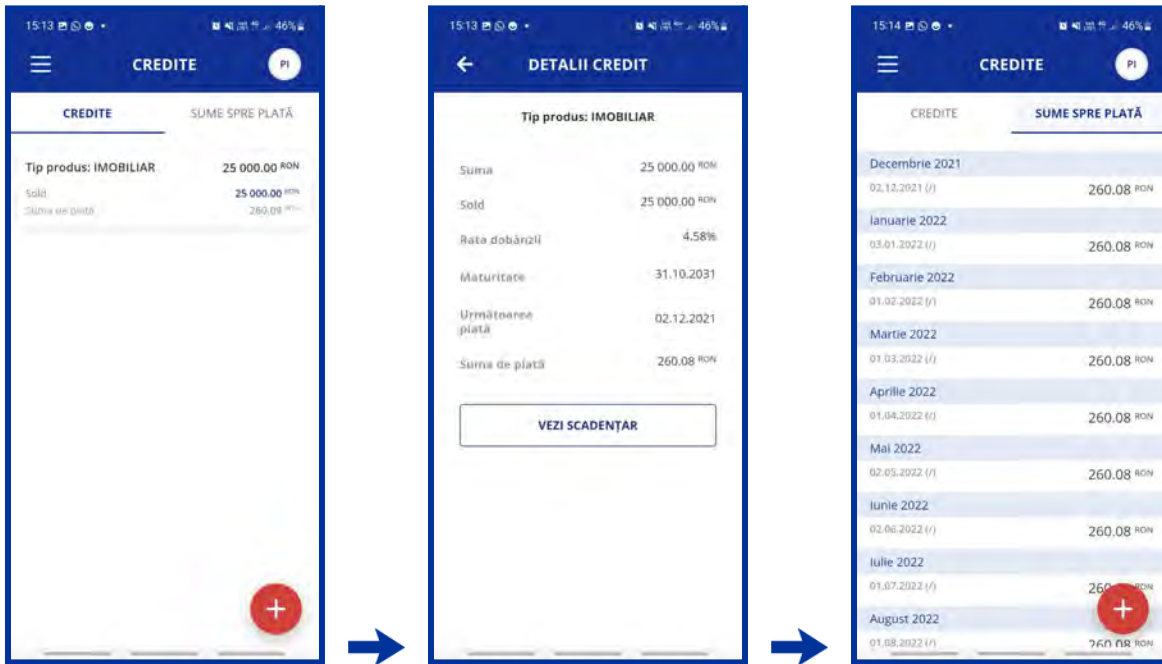 15:13
46%
CREDITE
PI
CREDITE
SUME SPRE PLATĂ
Tip produs: IMOBILIAR
25 000.00 RON
Sold
25 000.00 RON
Suma de plată
260.08 RON
15:13
46%
DETALII CREDIT
Tip produs: IMOBILIAR
Suma
25 000.00 RON
Sold
25 000.00 RON
Rata dobânzii
4.58%
Maturitate
31.10.2031
Următoarea
plată
02.12.2021
Suma de plată
260.08 RON
VEZI SCADENȚAR
15:14
46%
CREDITE
PI
CREDITE
SUME SPRE PLATĂ
Decembrie 2021
02.12.2021 (/)
260.08 RON
Ianuarie 2022
03.01.2022 (/)
260.08 RON
Februarie 2022
01.02.2022 (/)
260.08 RON
Martie 2022
01.03.2022 (/)
260.08 RON
Aprilie 2022
01.04.2022 (/)
260.08 RON
Mai 2022
02.05.2022 (/)
260.08 RON
Iunie 2022
02.06.2022 (/)
260.08 RON
Iulie 2022
01.07.2022 (/)
260 RON
August 2022
01.08.2022 (/)
260.08 RON